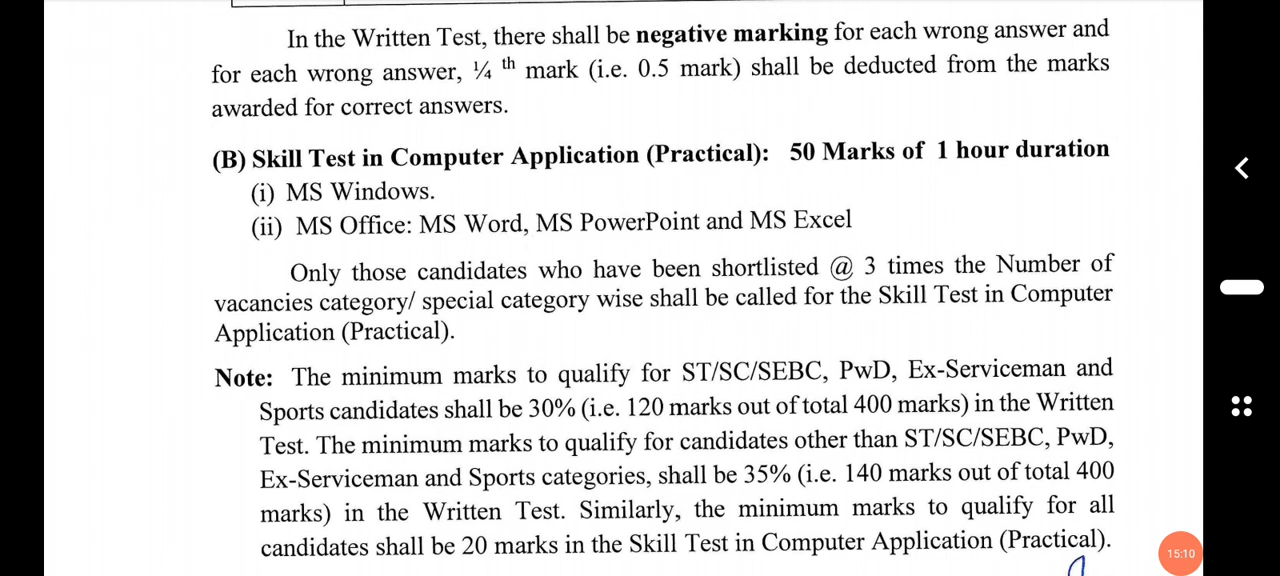 In the Written Test, there shall be negative marking for each wrong answer and
for each wrong answer, ¼ th mark (i.e. 0.5 mark) shall be deducted from the marks
awarded for correct answers.
(B) Skill Test in Computer Application (Practical): 50 Marks of 1 hour duration
(i) MS Windows.
(ii) MS Office: MS Word, MS PowerPoint and MS Excel
Only those candidates who have been shortlisted @ 3 times the Number of
vacancies category/ special category wise shall be called for the Skill Test in Computer
Application (Practical).
Note: The minimum marks to qualify for ST/SC/SEBC, PwD, Ex-Serviceman and
Sports candidates shall be 30% (i.e. 120 marks out of total 400 marks) in the Written
Test. The minimum marks to qualify for candidates other than ST/SC/SEBC, PwD,
Ex-Serviceman and Sports categories, shall be 35% (i.e. 140 marks out of total 400
marks) in the Written Test. Similarly, the minimum marks to qualify for all
candidates shall be 20 marks in the Skill Test in Computer Application (Practical).
15:10